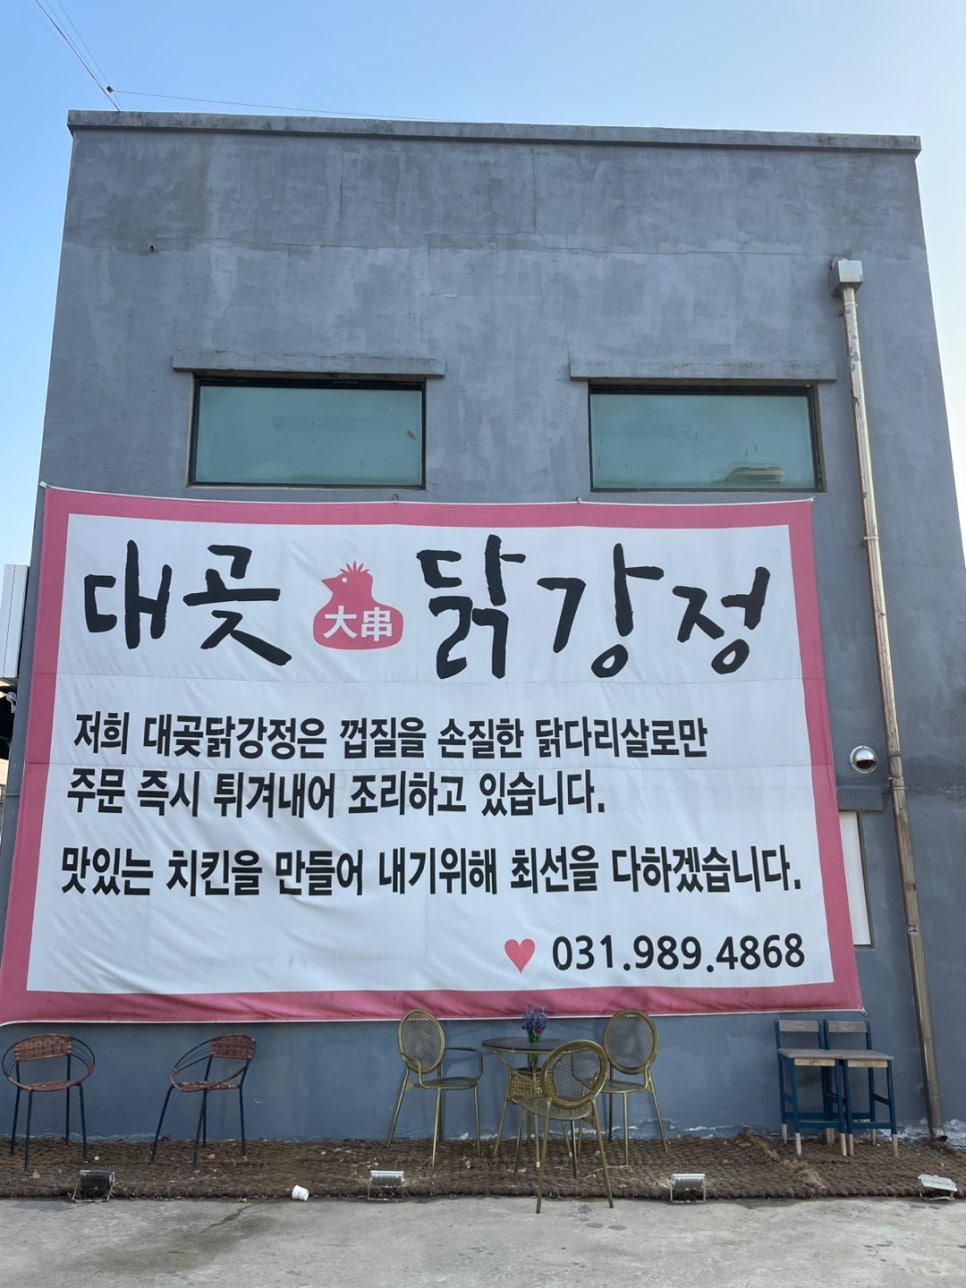 대곶 大串 닭강정
저희 대곶닭강정은 껍질을 손질한 닭다리살로만
주문 즉시 튀겨내어 조리하고 있습니다.
맛있는 치킨을 만들어 내기위해 최선을 다하겠습니다.
♥ 031.989.4868